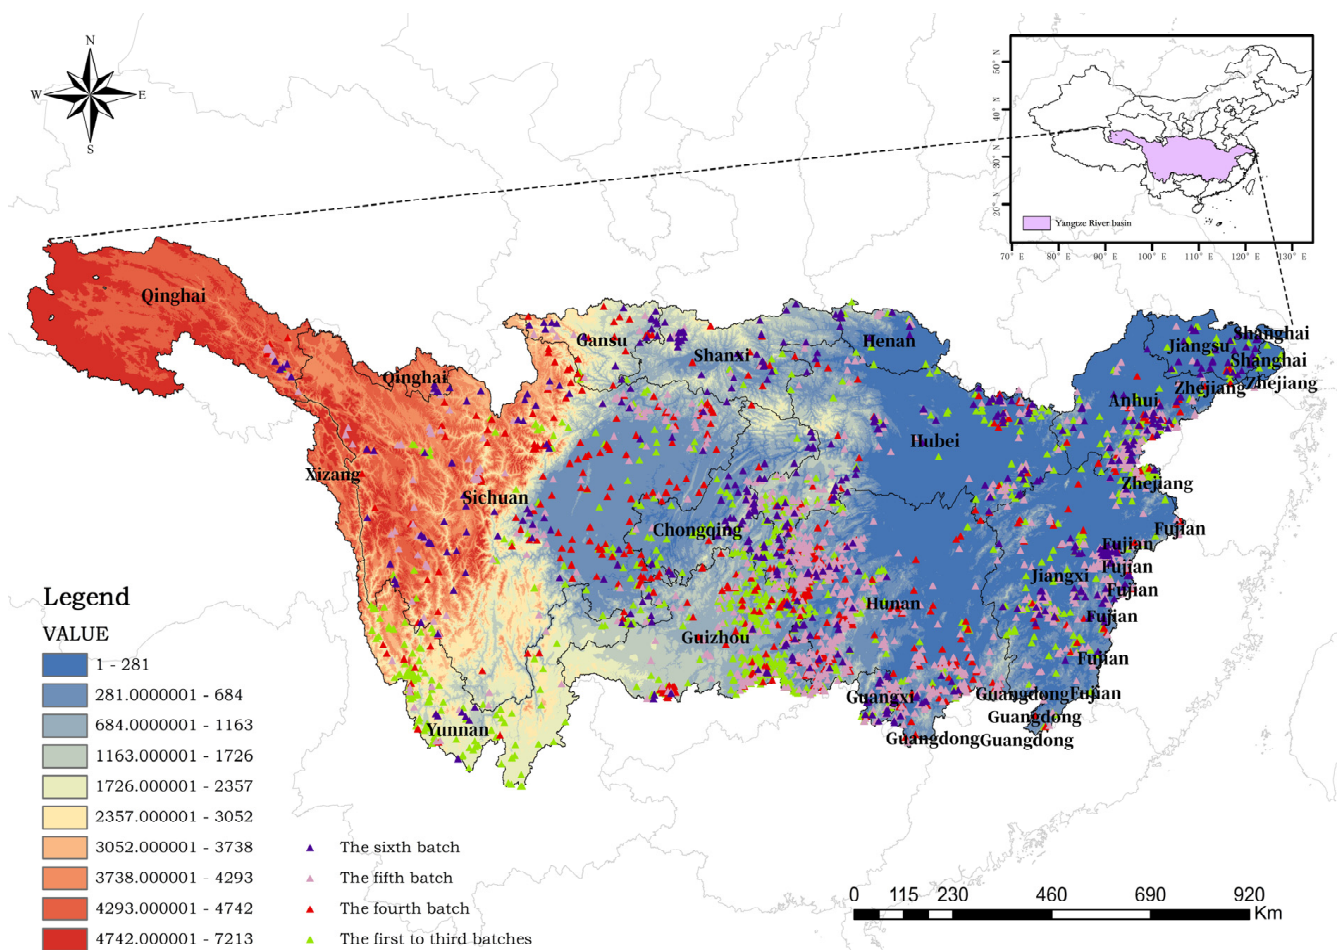 N
W E
S
50° N
40° N
30° N
20° N
Yangtze River basin
70° E 80° E 90° E 100° E 110° E 120° E 130° E
Qinghai
Gansu
Shanxi
Henan
Jiangsu
Shanghai
Shanghai
Zhejiang
Zhejiang
Qinghai
Anhui
Hubei
Xizang
Sichuan
Zhejiang
Chongqing
Fujian
Fujian
Fujian
Jiangxi
Fujian
Hunan
Fujian
Guizhou
Fujian
Guangxi
Guangdong
Fujian
Guangdong
Yunnan
Guangdong
Guangdong
Legend
VALUE
1 - 281
281.0000001 - 684
684.0000001 - 1163
1163.000001 - 1726
1726.000001 - 2357
2357.000001 - 3052
3052.000001 - 3738
3738.000001 - 4293
4293.000001 - 4742
4742.000001 - 7213
The sixth batch
The fifth batch
The fourth batch
The first to third batches
0 115 230 460 690 920
Km